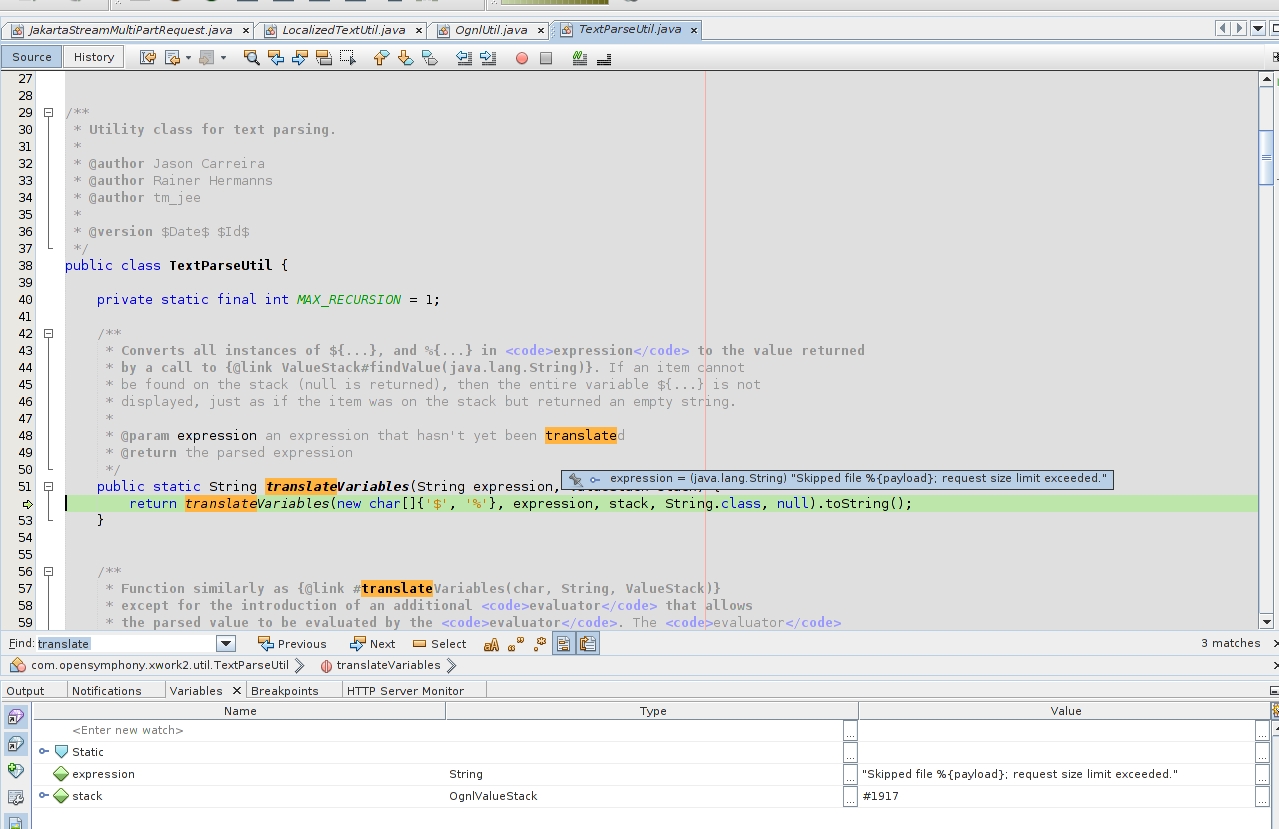 JakartaStreamMultiPartRequest.java × LocalizedTextUtil.java × OgnlUtil.java × TextParseUtil.java ×
Source History
27
28
29 /**
30 * Utility class for text parsing.
31 *
32 * @author Jason Carreira
33 * @author Rainer Hermanns
34 * @author tm_jee
35 *
36 * @version $Date$ $Id$
37 */
38 public class TextParseUtil {
39
40 private static final int MAX_RECURSION = 1;
41
42 /**
43 * Converts all instances of ${...}, and %{...} in <code>expression</code> to the value returned
44 * by a call to {@link ValueStack#findValue(java.lang.String)}. If an item cannot
45 * be found on the stack (null is returned), then the entire variable ${...} is not
46 * displayed, just as if the item was on the stack but returned an empty string.
47 *
48 * @param expression an expression that hasn't yet been translated
49 * @return the parsed expression
50 */
expression = (java.lang.String) "Skipped file %{payload}; request size limit exceeded."
51 public static String translateVariables(String expression,
return translateVariables(new char[]{'$', '%'}, expression, stack, String.class, null).toString();
53 }
54
55
56 /**
57 * Function similarly as {@link #translateVariables(char, String, ValueStack)}
58 * except for the introduction of an additional <code>evaluator</code> that allows
59 * the parsed value to be evaluated by the <code>evaluator</code>. The <code>evaluator</code>
Find: translate Previous Next Select 3 matches ×
com.opensymphony.xwork2.util.TextParseUtil translateVariables
Output Notifications Variables × Breakpoints HTTP Server Monitor
Name Type Value
<Enter new watch> ... ...
Static ... ...
expression String ... "Skipped file %{payload}; request size limit exceeded." ...
stack OgnlValueStack ... #1917 ...